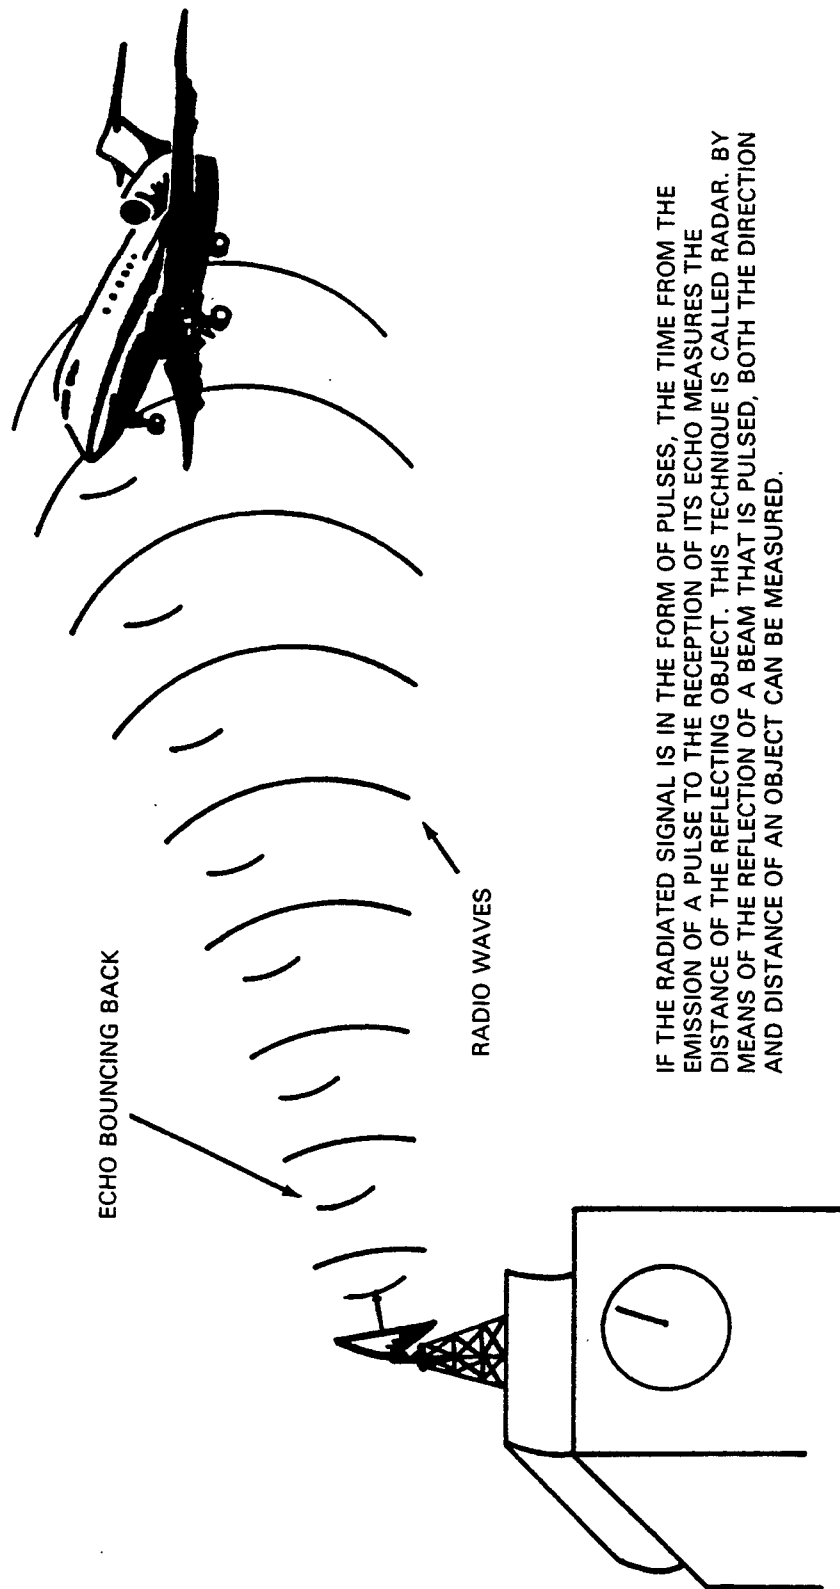 ECHO BOUNCING BACK
RADIO WAVES
IF THE RADIATED SIGNAL IS IN THE FORM OF PULSES, THE TIME FROM THE
EMISSION OF A PULSE TO THE RECEPTION OF ITS ECHO MEASURES THE
DISTANCE OF THE REFLECTING OBJECT. THIS TECHNIQUE IS CALLED RADAR. BY
MEANS OF THE REFLECTION OF A BEAM THAT IS PULSED, BOTH THE DIRECTION
AND DISTANCE OF AN OBJECT CAN BE MEASURED.